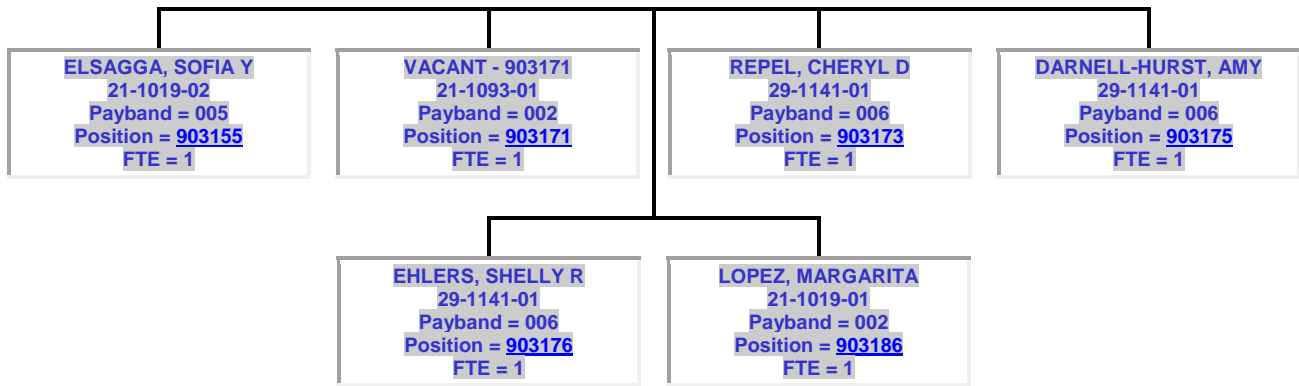 ELSAGGA, SOFIA Y
21-1019-02
Payband = 005
Position = 903155
FTE = 1
VACANT - 903171
21-1093-01
Payband = 002
Position = 903171
FTE = 1
REPEL, CHERYL D
29-1141-01
Payband = 006
Position = 903173
FTE = 1
DARNELL-HURST, AMY
29-1141-01
Payband = 006
Position = 903175
FTE = 1
EHLERS, SHELLY R
29-1141-01
Payband = 006
Position = 903176
FTE = 1
LOPEZ, MARGARITA
21-1019-01
Payband = 002
Position = 903186
FTE = 1